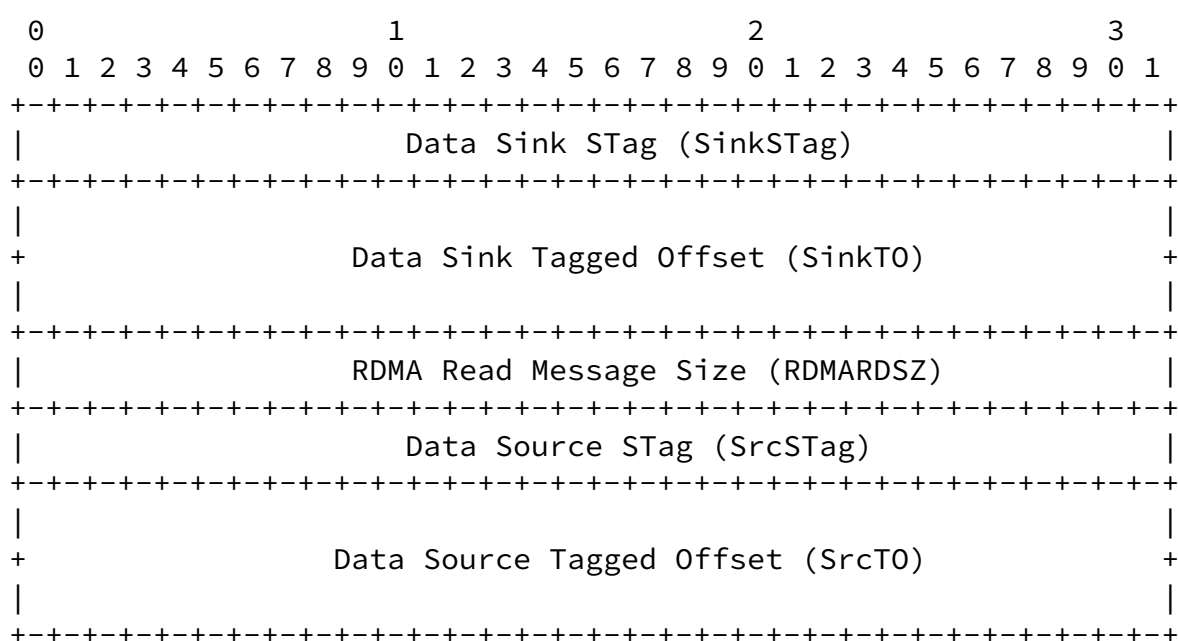 0                   1                   2                   3
 0 1 2 3 4 5 6 7 8 9 0 1 2 3 4 5 6 7 8 9 0 1 2 3 4 5 6 7 8 9 0 1
+-+-+-+-+-+-+-+-+-+-+-+-+-+-+-+-+-+-+-+-+-+-+-+-+-+-+-+-+-+-+-+-+
|                     Data Sink STag (SinkSTag)                 |
+-+-+-+-+-+-+-+-+-+-+-+-+-+-+-+-+-+-+-+-+-+-+-+-+-+-+-+-+-+-+-+-+
|                                                               |
+                  Data Sink Tagged Offset (SinkTO)             +
|                                                               |
+-+-+-+-+-+-+-+-+-+-+-+-+-+-+-+-+-+-+-+-+-+-+-+-+-+-+-+-+-+-+-+-+
|                  RDMA Read Message Size (RDMARDSZ)            |
+-+-+-+-+-+-+-+-+-+-+-+-+-+-+-+-+-+-+-+-+-+-+-+-+-+-+-+-+-+-+-+-+
|                     Data Source STag (SrcSTag)                |
+-+-+-+-+-+-+-+-+-+-+-+-+-+-+-+-+-+-+-+-+-+-+-+-+-+-+-+-+-+-+-+-+
|                                                               |
+                 Data Source Tagged Offset (SrcTO)             +
|                                                               |
+-+-+-+-+-+-+-+-+-+-+-+-+-+-+-+-+-+-+-+-+-+-+-+-+-+-+-+-+-+-+-+-+